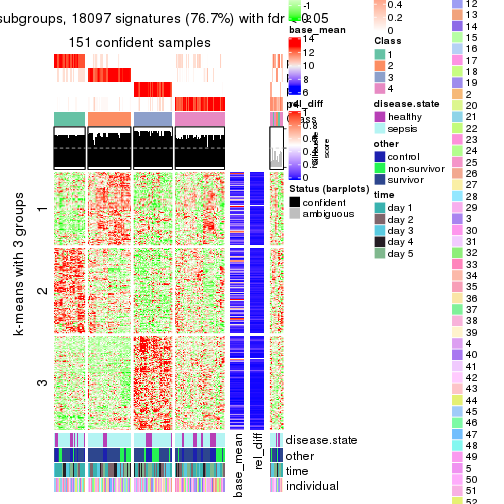 subgroups, 18097 signatures (76.7%) with fdr < 0.05
151 confident samples
k-means with 3 groups
1
2
3
base_mean
rel_diff
disease.state
other
time
individual
-1
-2
base_mean
14
12
10
8
6
1
0.8
0.6
0.4
0.2
0
score
Status (barplots)
confident
ambiguous
0.4
0.2
0
Class
1
2
3
4
disease.state
healthy
sepsis
other
control
non-survivor
survivor
time
day 1
day 2
day 3
day 4
day 5
12
13
14
15
16
17
18
19
2
20
21
22
23
24
25
26
27
28
29
3
30
31
32
33
34
35
36
37
38
39
4
40
41
42
43
44
45
46
47
48
49
5
50
51
52